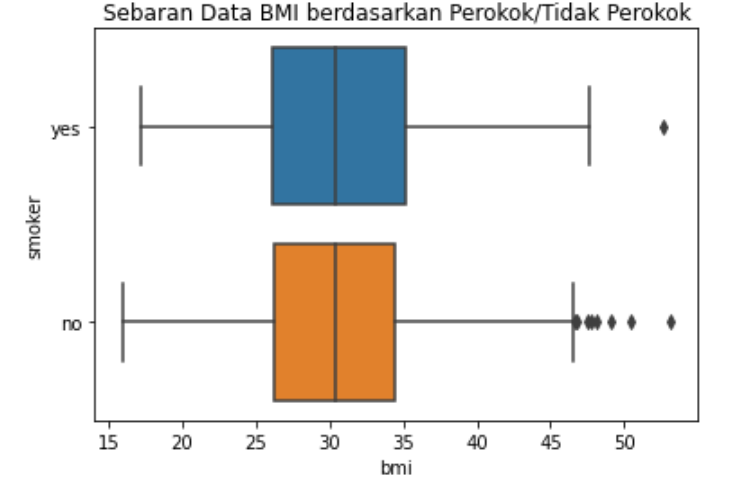 Sebaran Data BMI berdasarkan Perokok/Tidak Perokok
yes
smoker
no
15 20 25 30 35 40 45 50
bmi